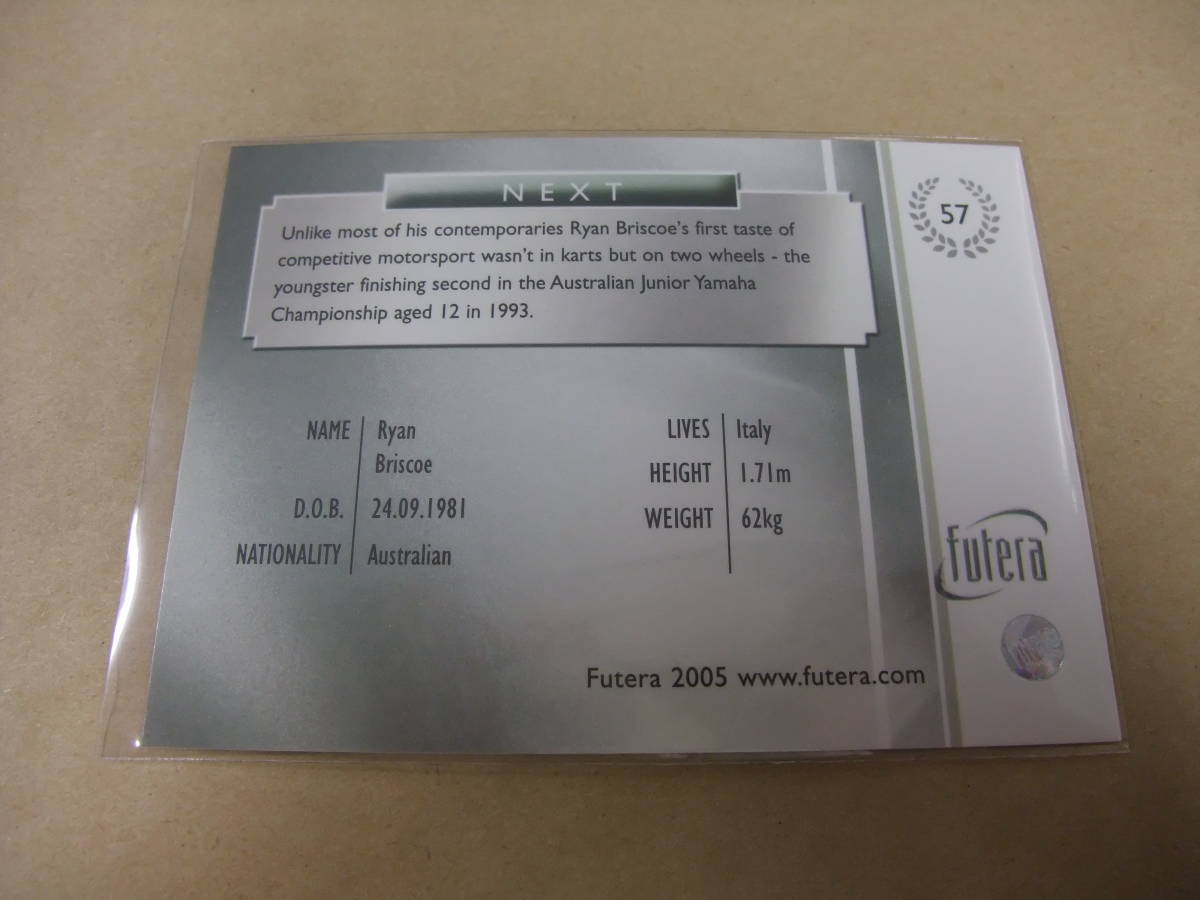 NEXT
Unlike most of his contemporaries Ryan Briscoe's first taste of
competitive motorsport wasn't in karts but on two wheels - the
youngster finishing second in the Australian Junior Yamaha
Championship aged 12 in 1993.
57
NAME Ryan
Briscoe
D.O.B. 24.09.1981
NATIONALITY Australian
LIVES Italy
HEIGHT 1.71m
WEIGHT 62kg
futera
Futera 2005 www.futera.com